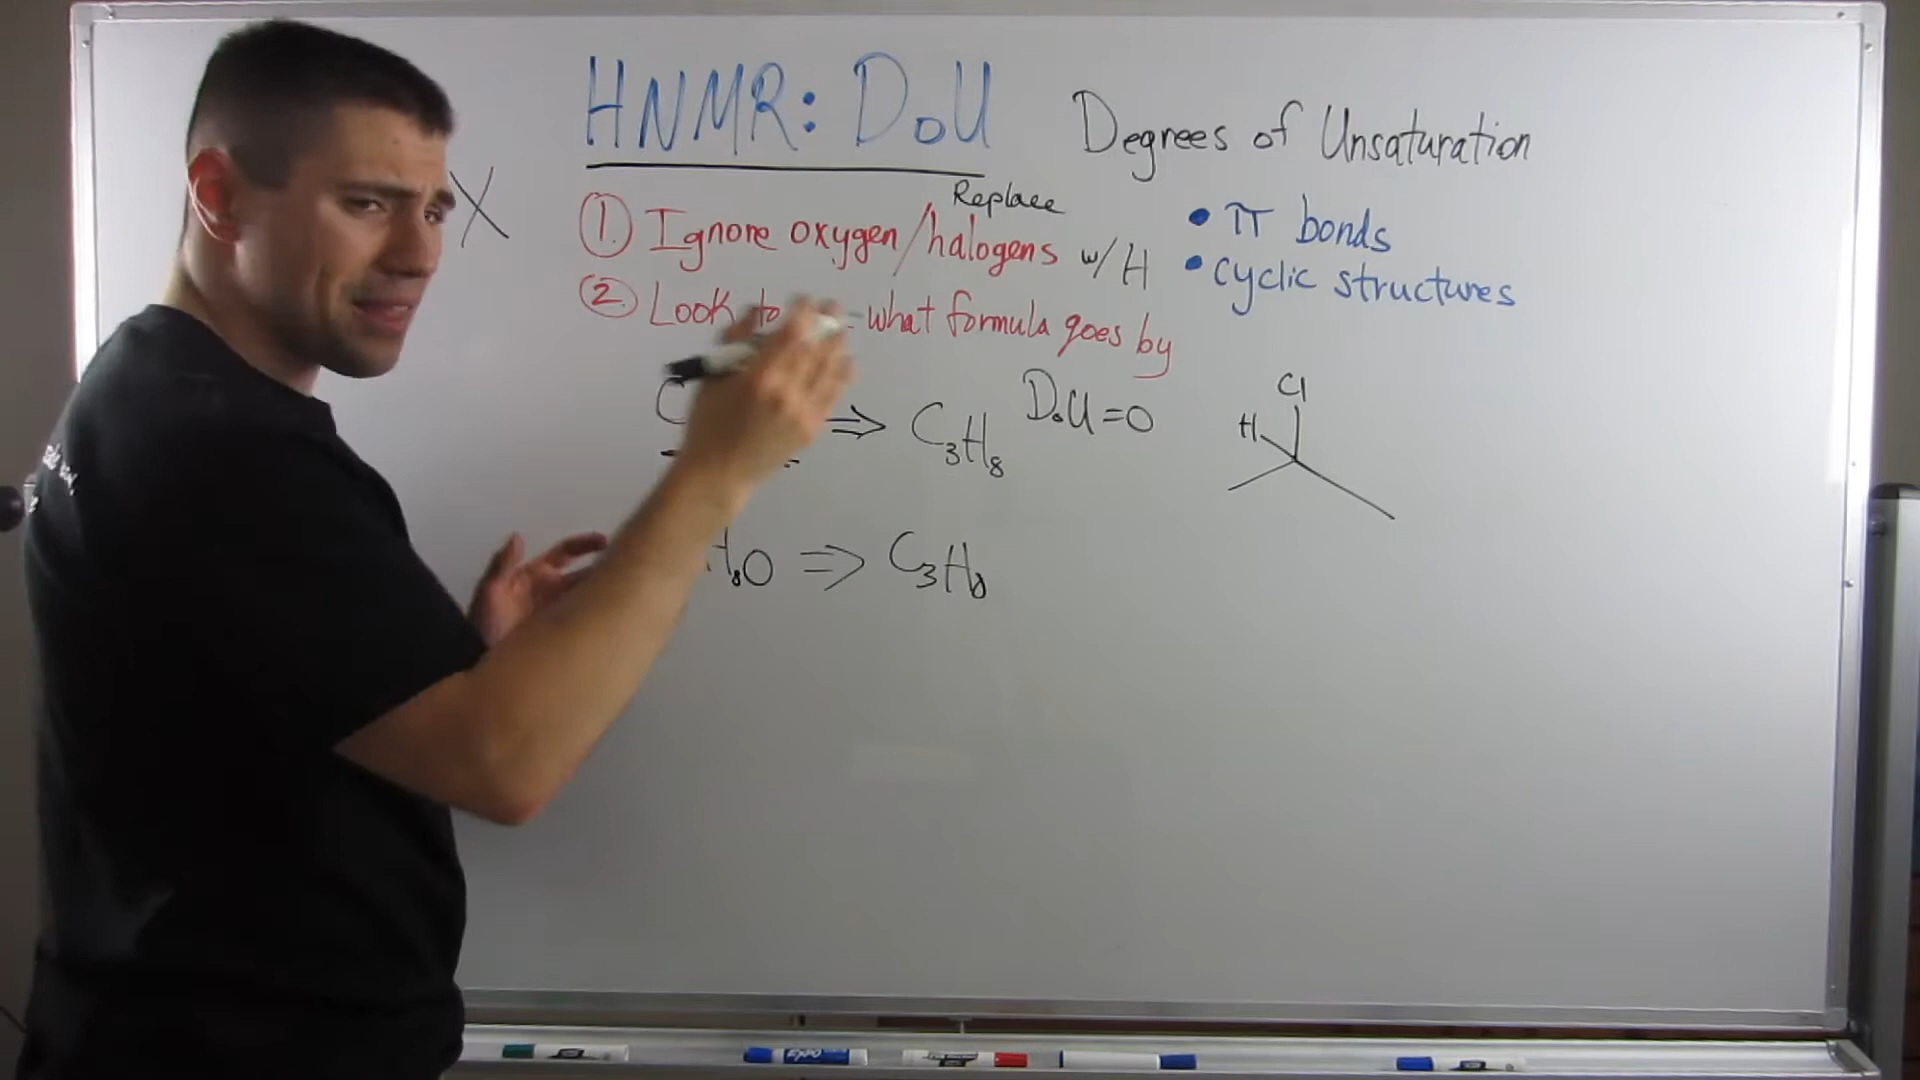 HNMR: DoU
Degrees of Unsaturation
X
Replace
1. Ignore oxygen/halogens w/ H
• π bonds
2. Look to what formula goes by
• cyclic structures
C ⇒ C3H8 DoU=0
Cl
H
H8O ⇒ C3H8
EXPO